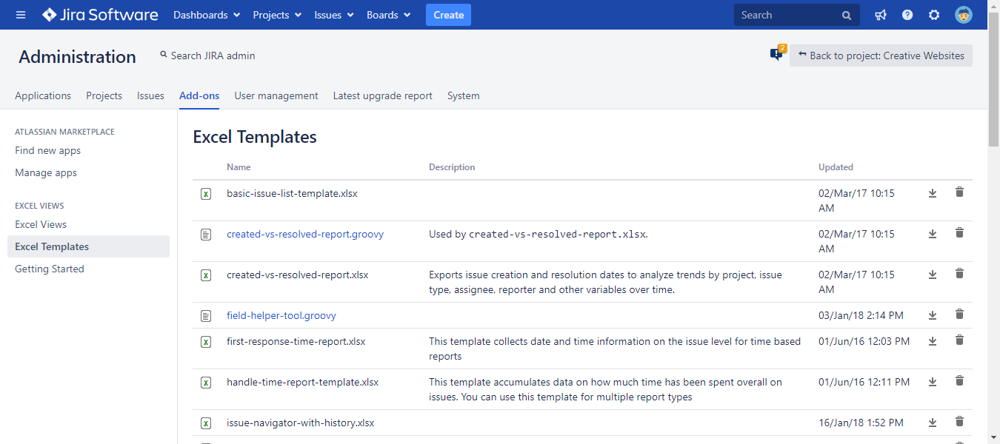 Jira Software Dashboards Projects Issues Boards Create Search
Administration Search JIRA admin 2 Back to project: Creative Websites
Applications Projects Issues Add-ons User management Latest upgrade report System
ATLASSIAN MARKETPLACE
Find new apps
Manage apps
EXCEL VIEWS
Excel Views
Excel Templates
Getting Started
Excel Templates
Name Description Updated
basic-issue-list-template.xlsx 02/Mar/17 10:15
AM
created-vs-resolved-report.groovy Used by created-vs-resolved-report.xlsx. 02/Mar/17 10:15
AM
created-vs-resolved-report.xlsx Exports issue creation and resolution dates to analyze trends by project, issue 02/Mar/17 10:15
type, assignee, reporter and other variables over time. AM
field-helper-tool.groovy 03/Jan/18 2:14 PM
first-response-time-report.xlsx This template collects date and time information on the issue level for time based 01/Jun/16 12:03 PM
reports
handle-time-report-template.xlsx This template accumulates data on how much time has been spent overall on 01/Jun/16 12:11 PM
issues. You can use this template for multiple report types
issue-navigator-with-history.xlsx 16/Jan/18 1:52 PM